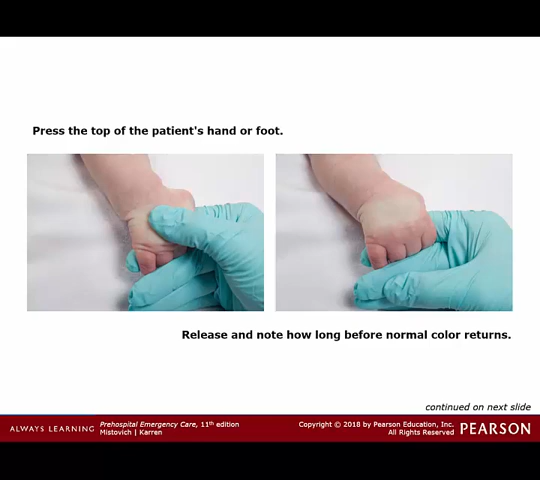 Press the top of the patient's hand or foot.
Release and note how long before normal color returns.
continued on next slide
ALWAYS LEARNING
Prehospital Emergency Care, 11th edition
Mistovich | Karren
Copyright © 2018 by Pearson Education, Inc.
All Rights Reserved
PEARSON